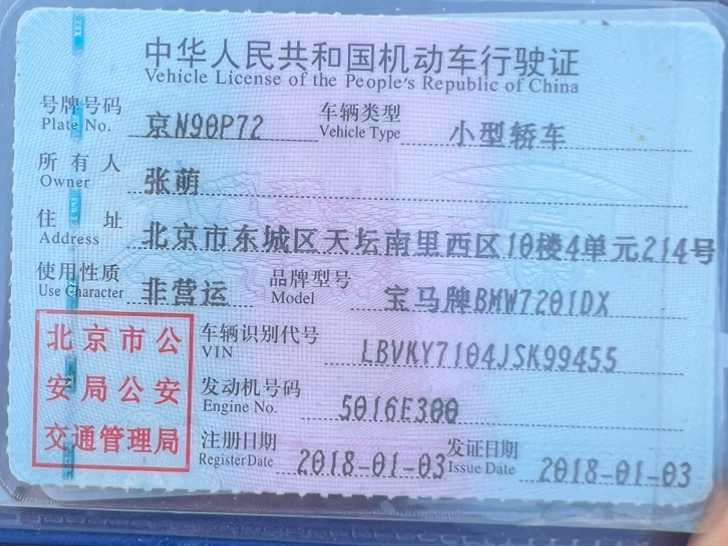 中华人民共和国机动车行驶证
Vehicle License of the People's Republic of China
号牌号码 京N90P72 车辆类型 小型轿车
Plate No. Vehicle Type
所有人 张萌
Owner
住址 北京市东城区天坛南里西区10楼4单元214号
Address
使用性质 非营运 品牌型号 宝马牌BMW7201DX
Use Character Model
北京市公
安局公安
交通管理局
车辆识别代号 LBVKY7104JSK99455
VIN
发动机号码 5016E300
Engine No.
注册日期 2018-01-03 发证日期 2018-01-03
Register Date Issue Date